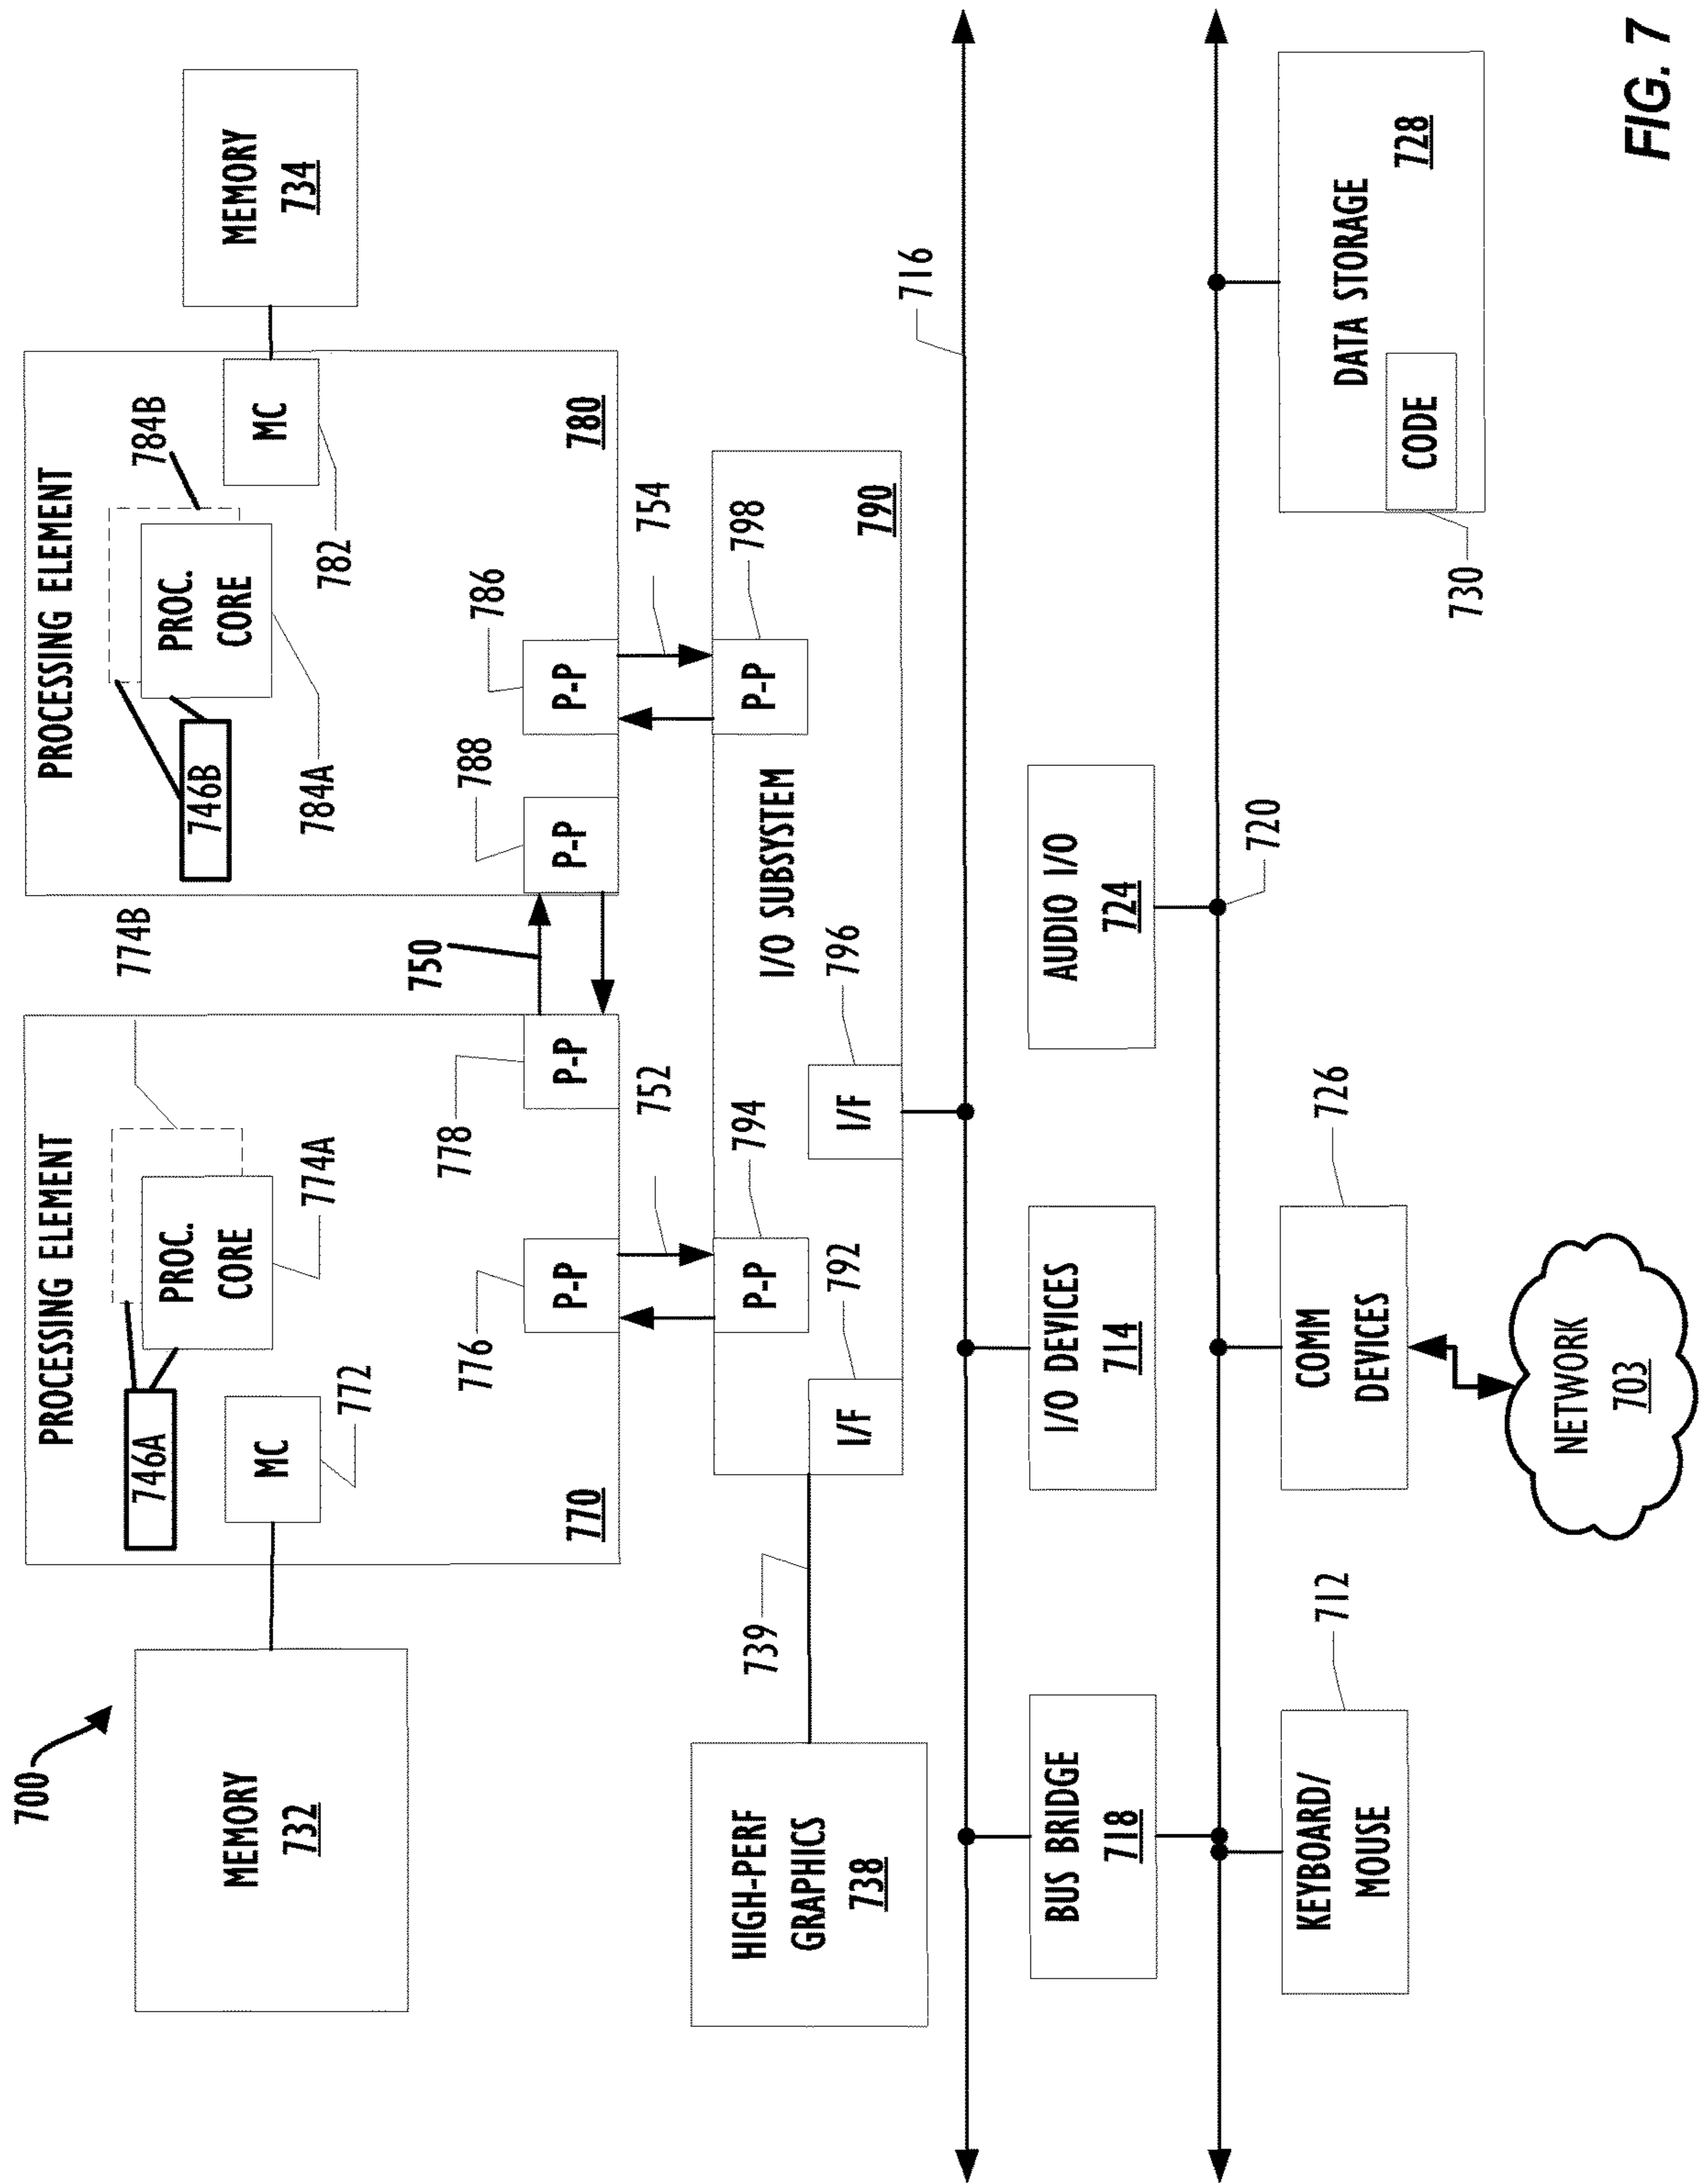 700
PROCESSING ELEMENT
746A
PROC.
CORE
774A
774B
MC
772
776
P-P
778
P-P
770
MEMORY
732
PROCESSING ELEMENT
746B
PROC.
CORE
784A
784B
MC
782
788
P-P
786
P-P
780
MEMORY
734
750
752
754
HIGH-PERF
GRAPHICS
738
739
I/O SUBSYSTEM
790
794
P-P
798
P-P
792
I/F
796
I/F
716
BUS BRIDGE
718
I/O DEVICES
714
AUDIO I/O
724
720
KEYBOARD/
MOUSE
712
COMM
DEVICES
726
DATA STORAGE
728
CODE
730
NETWORK
703
FIG. 7